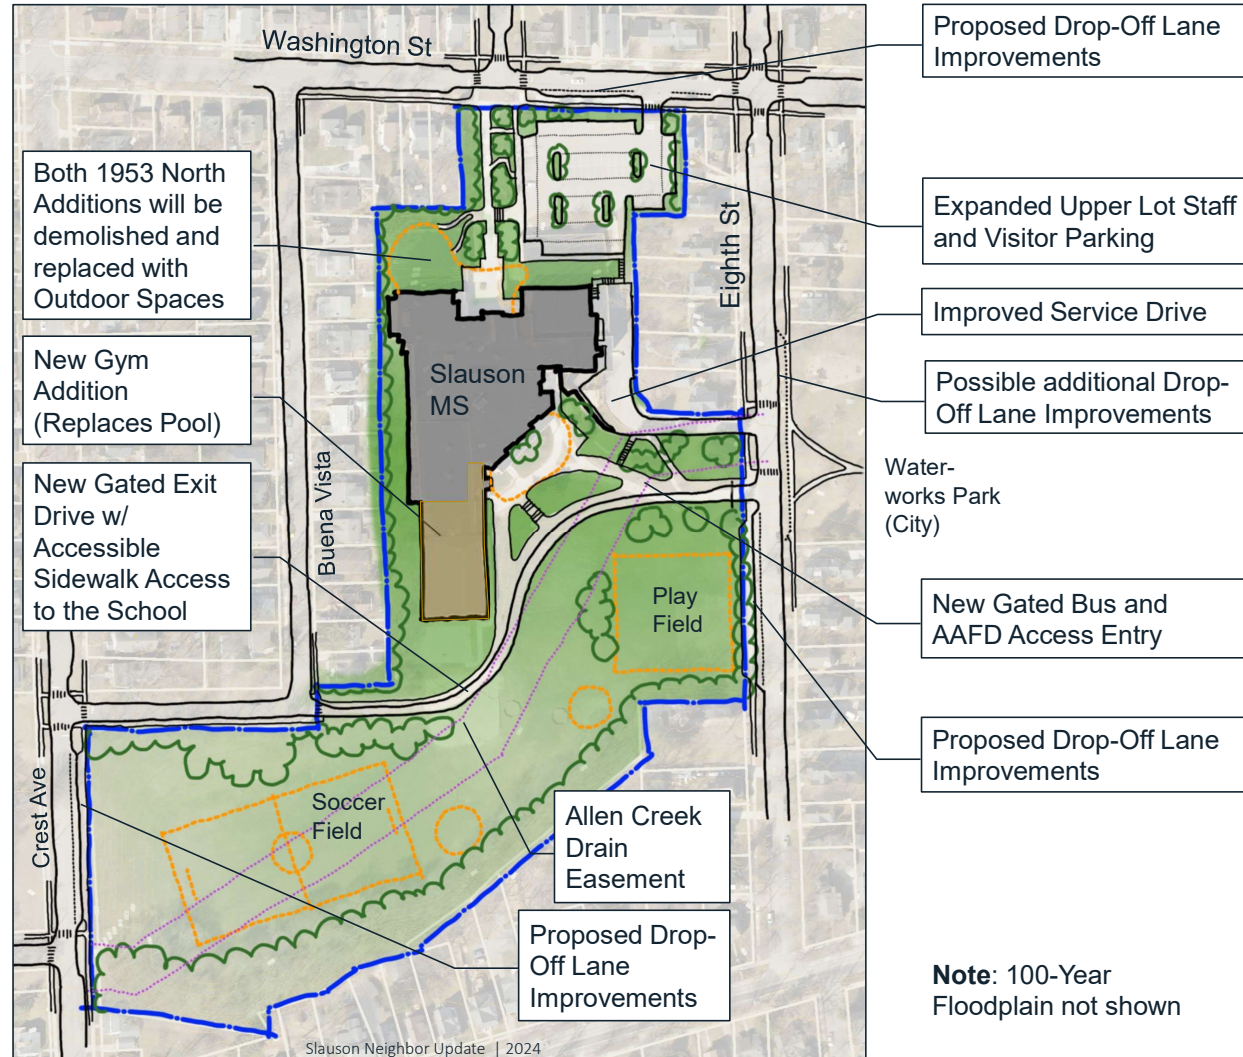 Washington St
Proposed Drop-Off Lane
Improvements
Both 1953 North
Additions will be
demolished and
replaced with
Outdoor Spaces
Expanded Upper Lot Staff
and Visitor Parking
Eighth St
Improved Service Drive
New Gym
Addition
(Replaces Pool)
Slauson
MS
Possible additional Drop-
Off Lane Improvements
Water-
works Park
(City)
New Gated Exit
Drive w/
Accessible
Sidewalk Access
to the School
Buena Vista
Play
Field
New Gated Bus and
AAFD Access Entry
Proposed Drop-Off Lane
Improvements
Crest Ave
Soccer
Field
Allen Creek
Drain
Easement
Proposed Drop-
Off Lane
Improvements
Note: 100-Year
Floodplain not shown
Slauson Neighbor Update | 2024